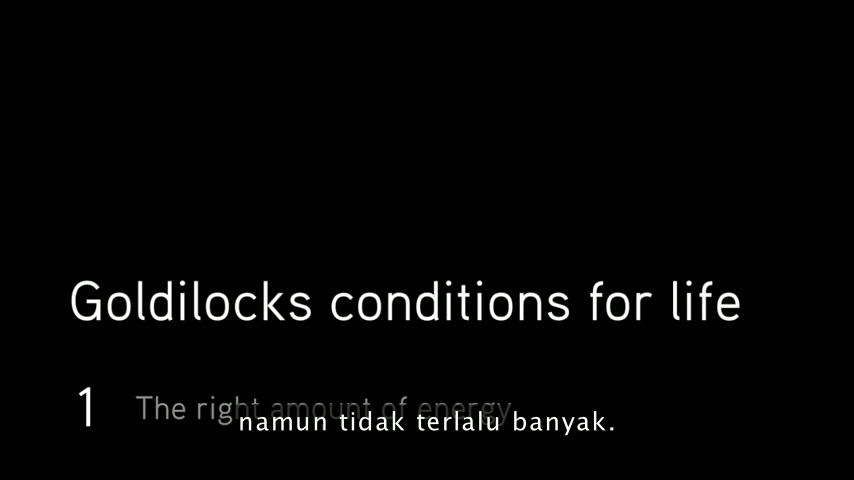 Goldilocks conditions for life
1 The right amount of energy
namun tidak terlalu banyak.